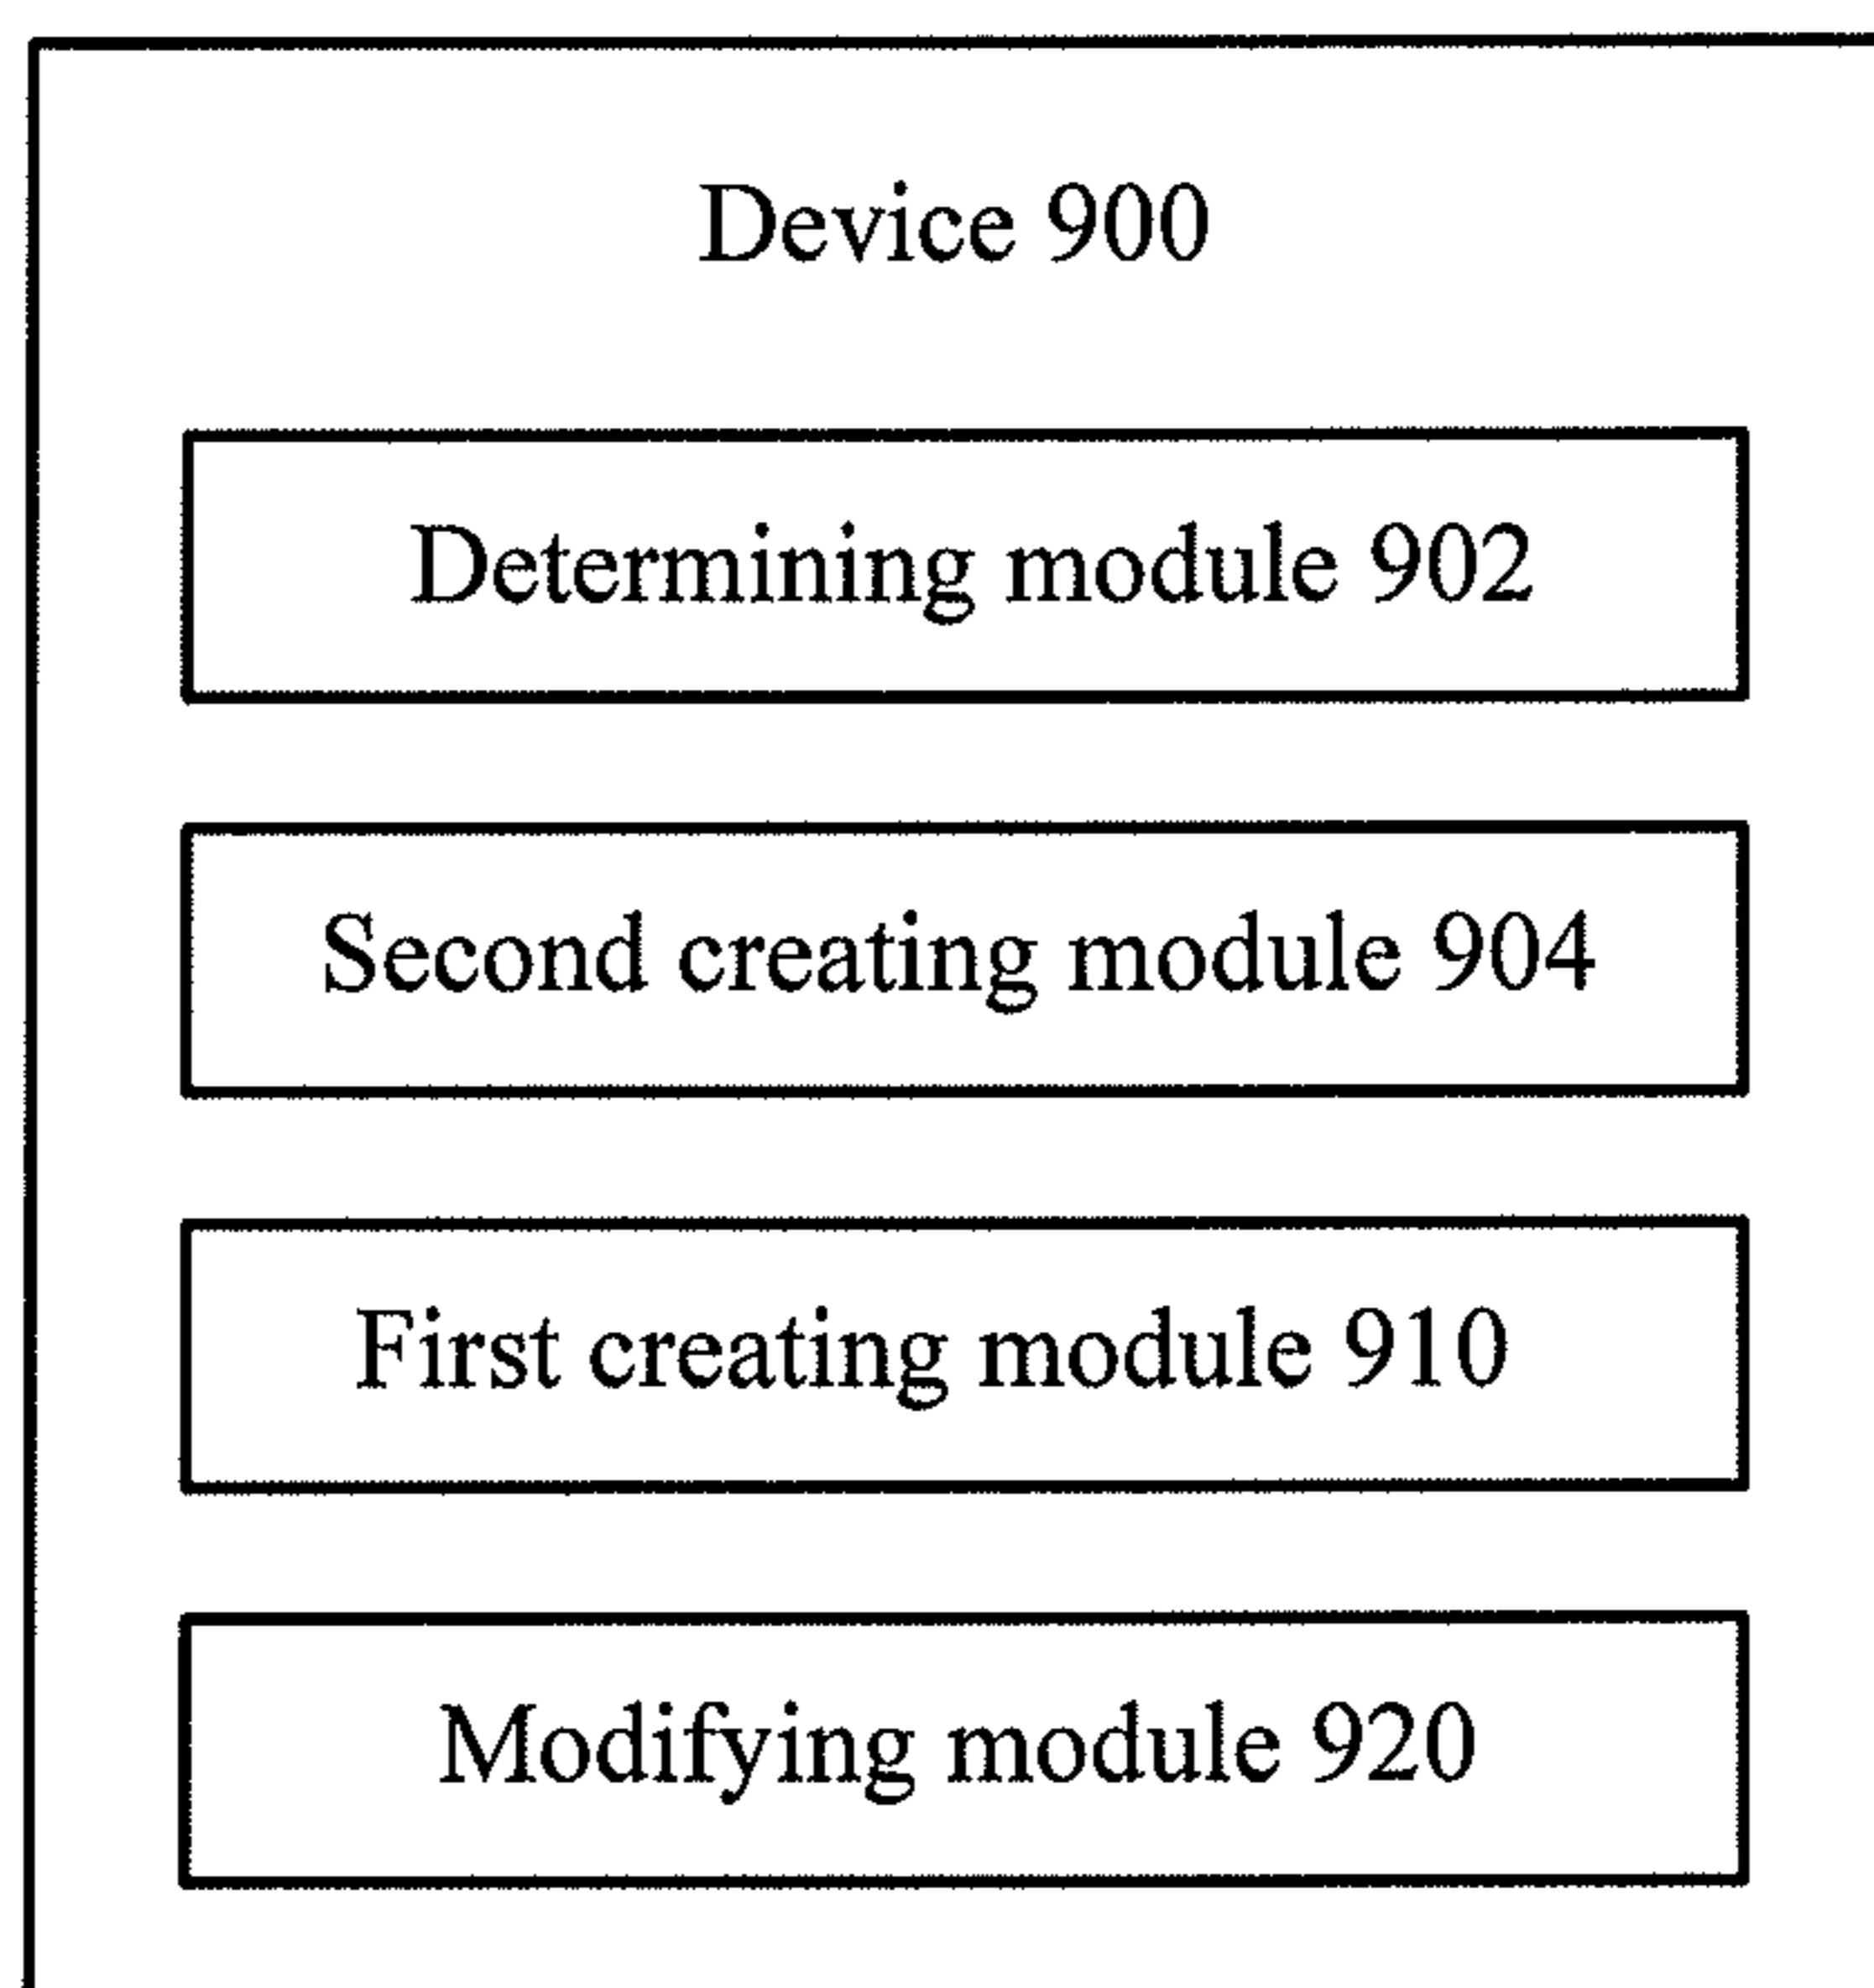 Device 900
Determining module 902
Second creating module 904
First creating module 910
Modifying module 920